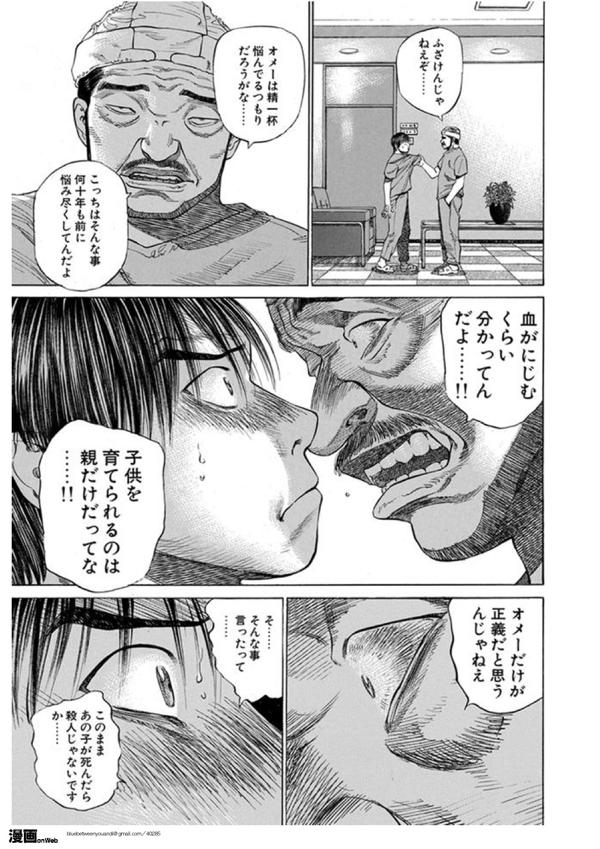 ふざけんじゃ
ねえぞ……
オメーは精一杯
悩んでるつもり
だろうがな……
こっちはそんな事
何十年も前に
悩み尽くしてんだよ
血がにじむ
くらい
分かってん
だよ……!!
子供を
育てられるのは
親だけだってな
……!!
オメーだけが
正義だと思う
んじゃねえ
そ……
そんな事
言ったって
このまま
あの子が死んだら
殺人じゃないです
か……
漫画onWeb
bluebetweenyouandi@gmail.com/40285